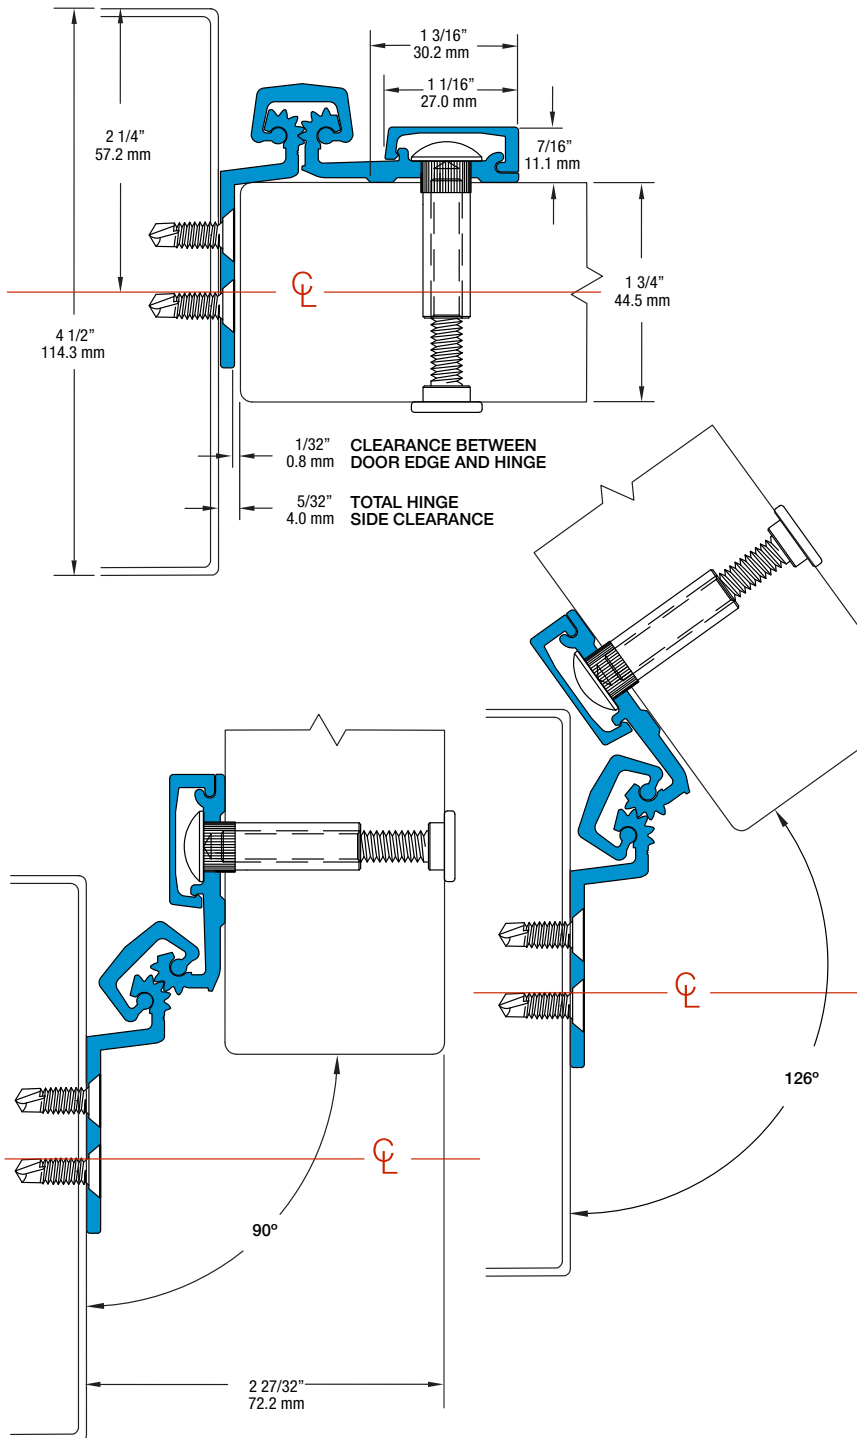 1 3/16”
30.2 mm
1 1/16”
27.0 mm
2 1/4”
57.2 mm
7/16”
11.1 mm
1 3/4”
44.5 mm
CL
4 1/2”
114.3 mm
1/32” CLEARANCE BETWEEN
0.8 mm DOOR EDGE AND HINGE
5/32” TOTAL HINGE
4.0 mm SIDE CLEARANCE
CL
126º
CL
90º
2 27/32”
72.2 mm